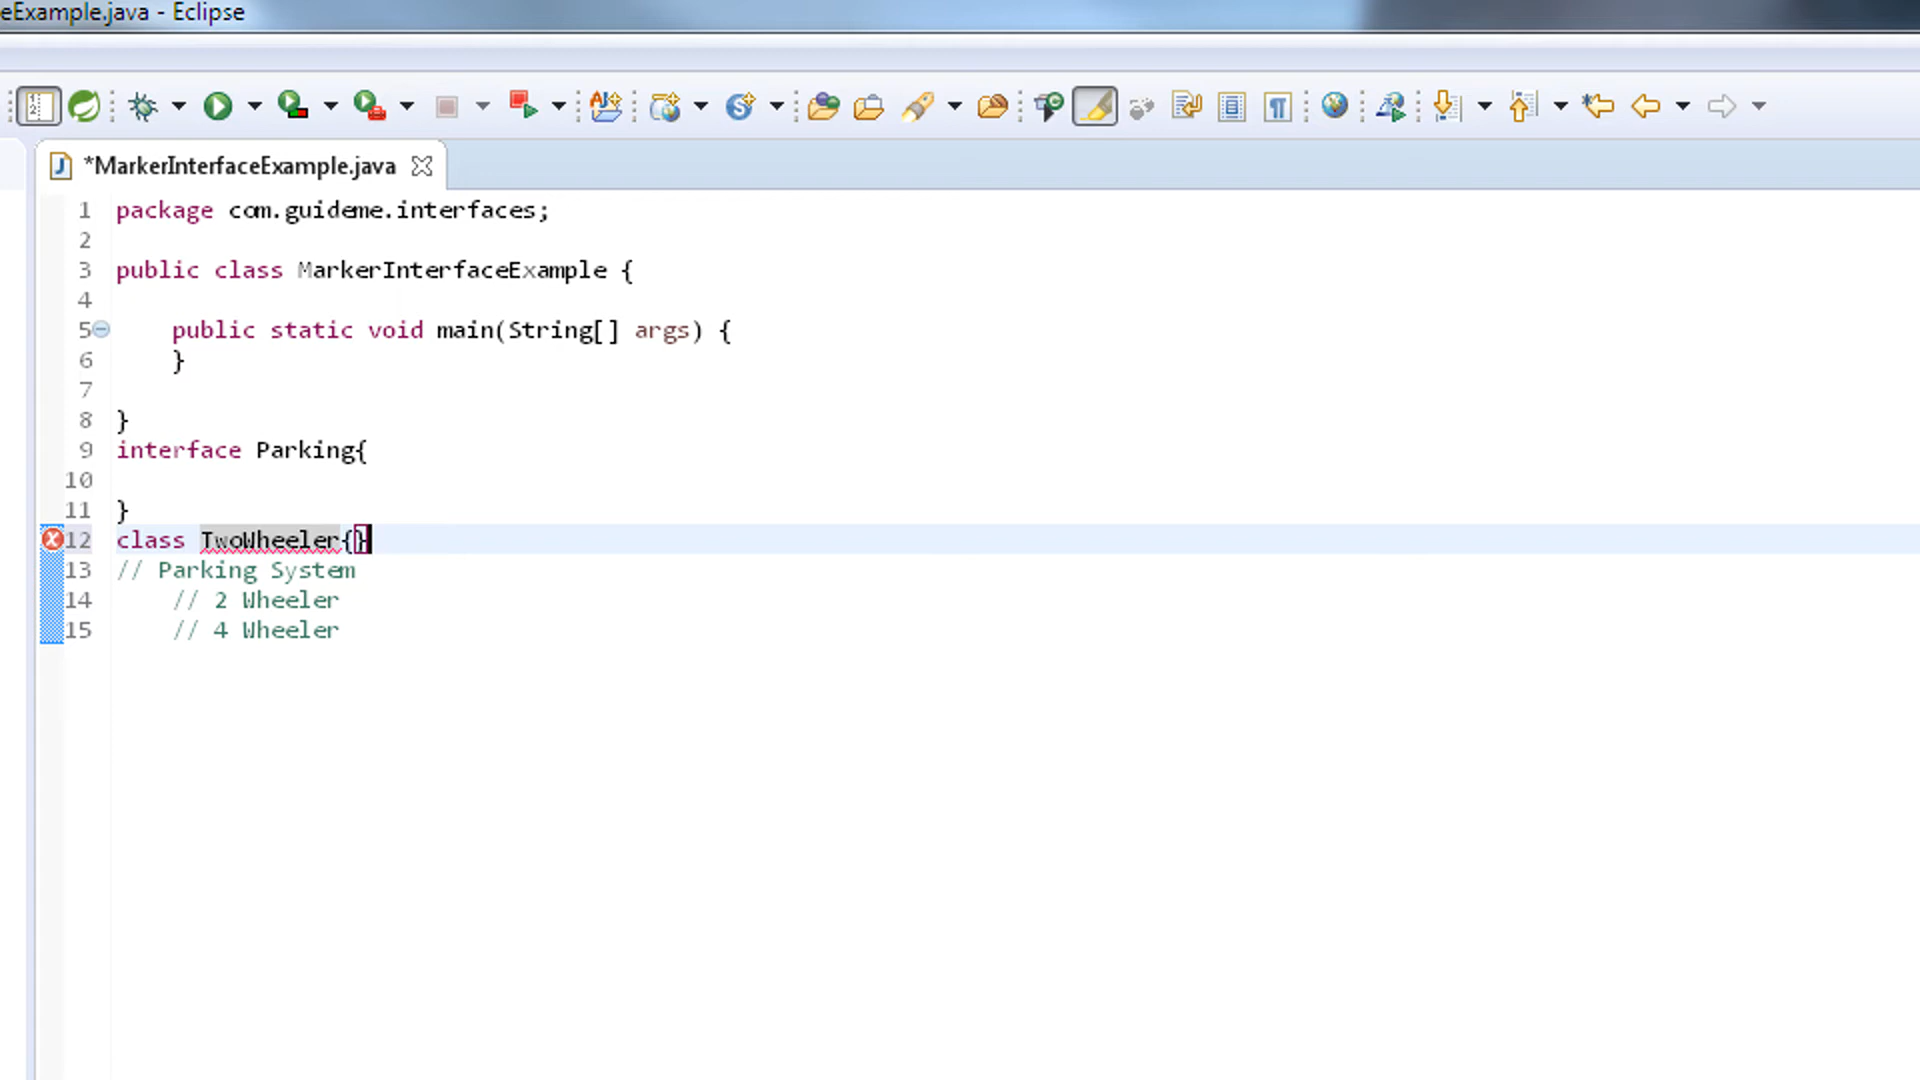 eExample.java - Eclipse
*MarkerInterfaceExample.java
1 package com.guideme.interfaces;
2
3 public class MarkerInterfaceExample {
4
5 public static void main(String[] args) {
6 }
7
8 }
9 interface Parking{
10
11 }
12 class TwoWheeler{}
13 // Parking System
14 // 2 Wheeler
15 // 4 Wheeler